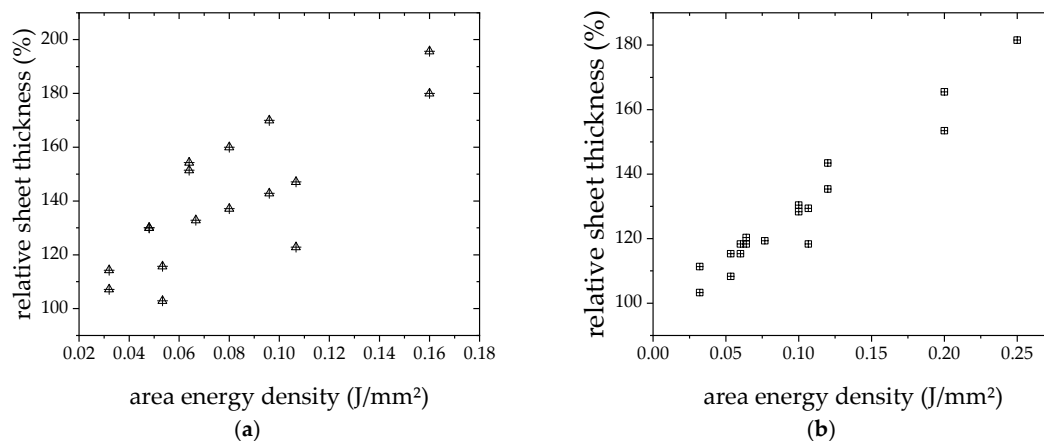 relative sheet thickness (%)
200
180
160
140
120
100
0.02 0.04 0.06 0.08 0.10 0.12 0.14 0.16 0.18
area energy density (J/mm²)
(a)
relative sheet thickness (%)
180
160
140
120
100
0.00 0.05 0.10 0.15 0.20 0.25
area energy density (J/mm²)
(b)